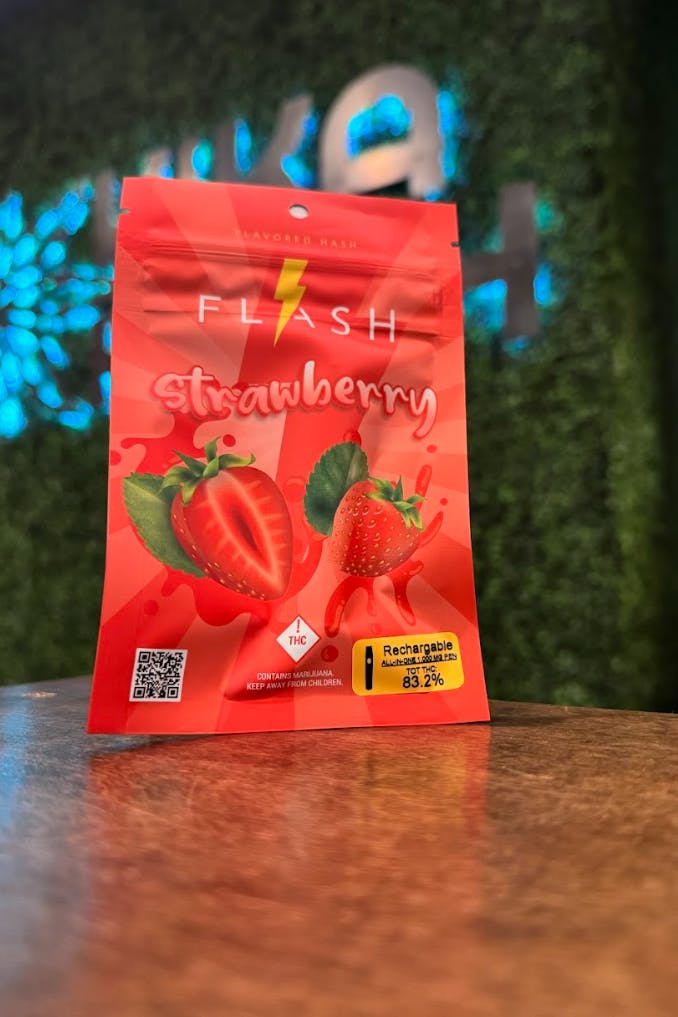 FLAVORED HASH
FLASH
strawberry
!
THC
CONTAINS MARIJUANA.
KEEP AWAY FROM CHILDREN.
Rechargable
ALL-IN-ONE 1,000 MG PEN
TOT THC:
83.2%